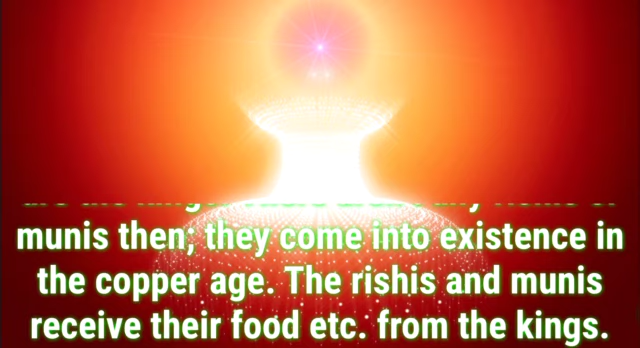 munis then; they come into existence in
the copper age. The rishis and munis
receive their food etc. from the kings.